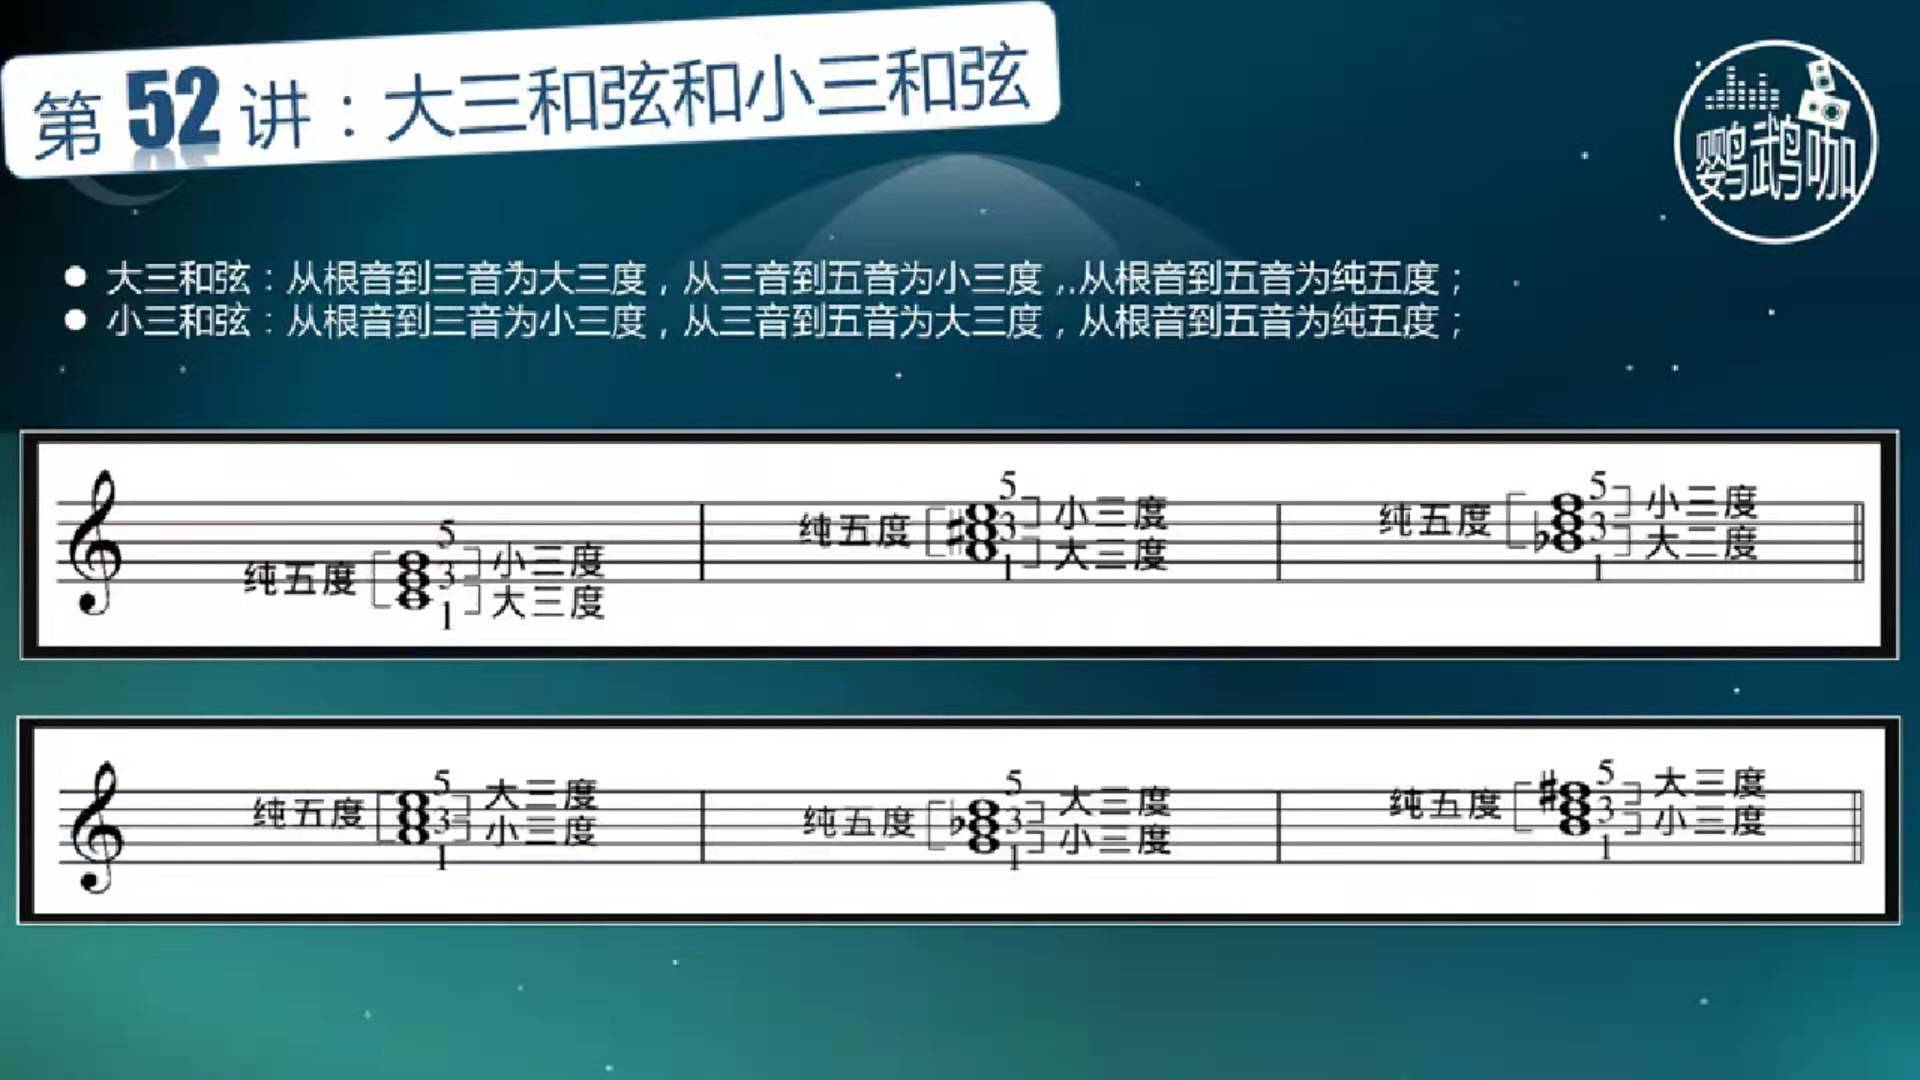 第 52 讲：大三和弦和小三和弦
鹦鹉咖
● 大三和弦：从根音到三音为大三度，从三音到五音为小三度，从根音到五音为纯五度；
● 小三和弦：从根音到三音为小三度，从三音到五音为大三度，从根音到五音为纯五度；
纯五度 5 3 1 小三度 大三度
纯五度 5 3 1 小三度 大三度
纯五度 5 3 1 小三度 大三度
纯五度 5 3 1 大三度 小三度
纯五度 5 3 1 大三度 小三度
纯五度 5 3 1 大三度 小三度